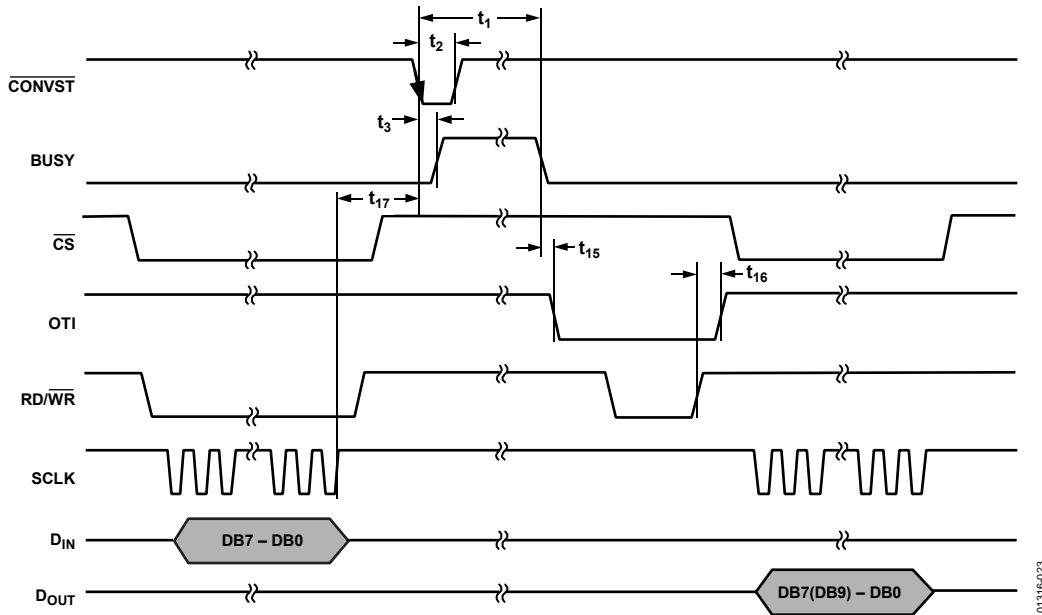 t1
t2
CONVST
t3
BUSY
t17
CS
t15
t16
OTI
RD/WR
SCLK
DIN
DB7 – DB0
DOUT
DB7(DB9) – DB0
01316-023